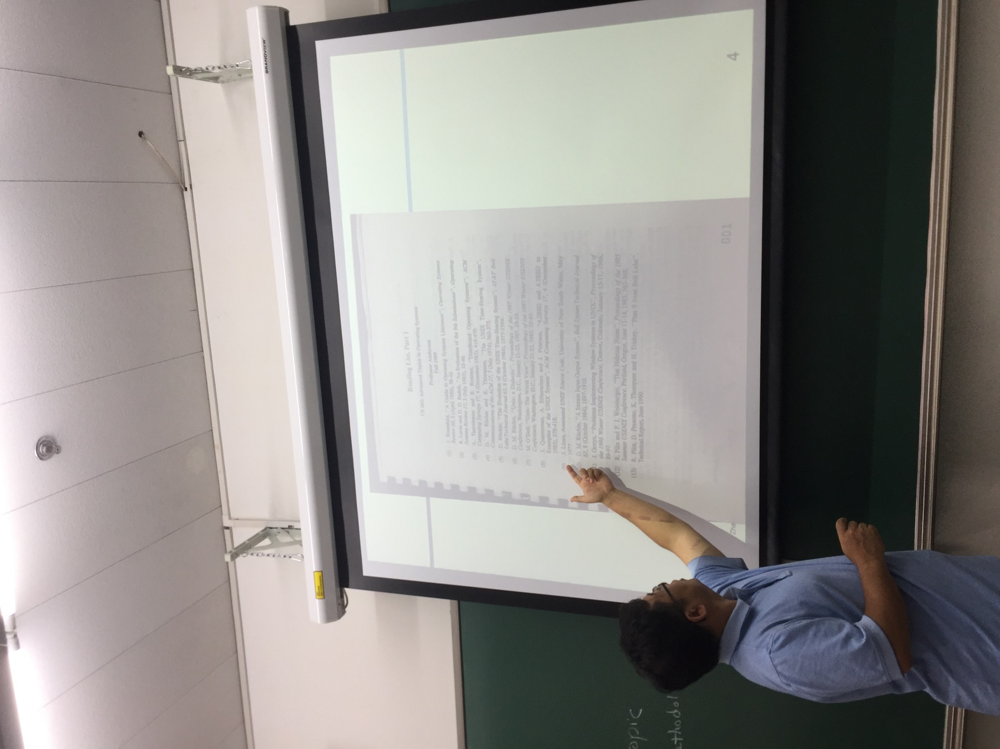 GRANDVIEW
Reading List, Part 1
CS 2631 Advanced Topics in Operating Systems
Professor Anderson
Fall 1989
(1) J. "A Guide to Operating Systems Literature", Operating Systems
Review 20, 2 (April 1986), 38-42.
(2) "An Evaluation of the 9th Submissions", Operating
Systems Review 17, 3 (July 1983), 35-40.
(3) A. Tanenbaum and R. "Distributed Operating Systems", ACM
Computing Surveys 17, 4 (December 1985), 419-470.
(4) D. M. Ritchie and K. Thompson, "The UNIX Time-Sharing System",
Communications of the ACM 17, 7 (July 1974), 365-375.
(5) D. Ritchie, "The Evolution of the UNIX Time-Sharing System", AT&T Bell
Labs Technical Journal 63, 8 (October 1984), 1577-1594.
(6) D. M. Ritchie, "Unix: a Dialectic", Proceedings of the 1987 Winter USENIX
Conference, Washington, D.C., January 21-23, 1987, 29-34.
(7) M. O'Dell, "Unix: The World View", Proceedings of the 1987 Winter USENIX
Conference, Washington, D.C., January 21-23, 1987, 35-45.
(8) J. Quarterman, A. Silberschatz and J. Peterson, "4.2BSD and 4.3BSD as
Examples of the UNIX System", ACM Computing Surveys 17, 4 (December
1985), 379-418.
J. Lions, Annotated UNIX Source Code, University of New South Wales, May
1977.
D. M. Ritchie, "A Stream Input-Output System", Bell System Technical Journal
63, 8 (October 1984), 1897-1910.
J. Gettys, "Problems Implementing Window Systems in UNIX", Proceedings of
the 1986 Winter USENIX Conference, Denver, Colorado, January 15-17, 1986,
89-97.
(12) R. Pike and P. J. Weinberger, "The Hideous Name", Proceedings of the 1985
Summer USENIX Conference, Portland, Oregon, June 11-14, 1985, 563-568.
(13) R. Pike, D. Presotto, K. Thompson and H. Trickey, "Plan 9 from Bell Labs",
Technical Report, June 1990.
001
4
opic
ethodol